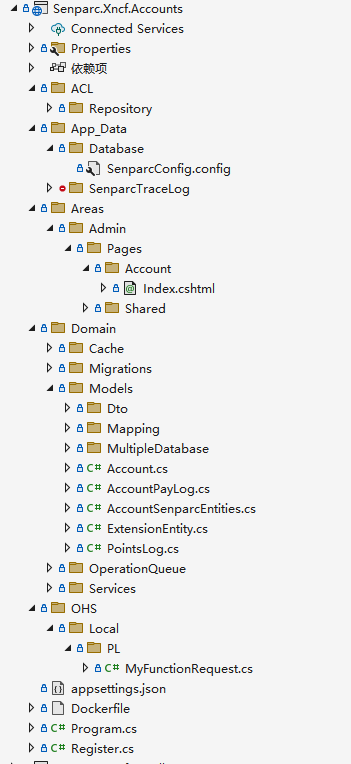 Senparc.Xncf.Accounts
Connected Services
Properties
依赖项
ACL
Repository
App_Data
Database
SenparcConfig.config
SenparcTraceLog
Areas
Admin
Pages
Account
Index.cshtml
Shared
Domain
Cache
Migrations
Models
Dto
Mapping
MultipleDatabase
C# Account.cs
C# AccountPayLog.cs
C# AccountSenparcEntities.cs
C# ExtensionEntity.cs
C# PointsLog.cs
OperationQueue
Services
OHS
Local
PL
C# MyFunctionRequest.cs
appsettings.json
Dockerfile
C# Program.cs
C# Register.cs